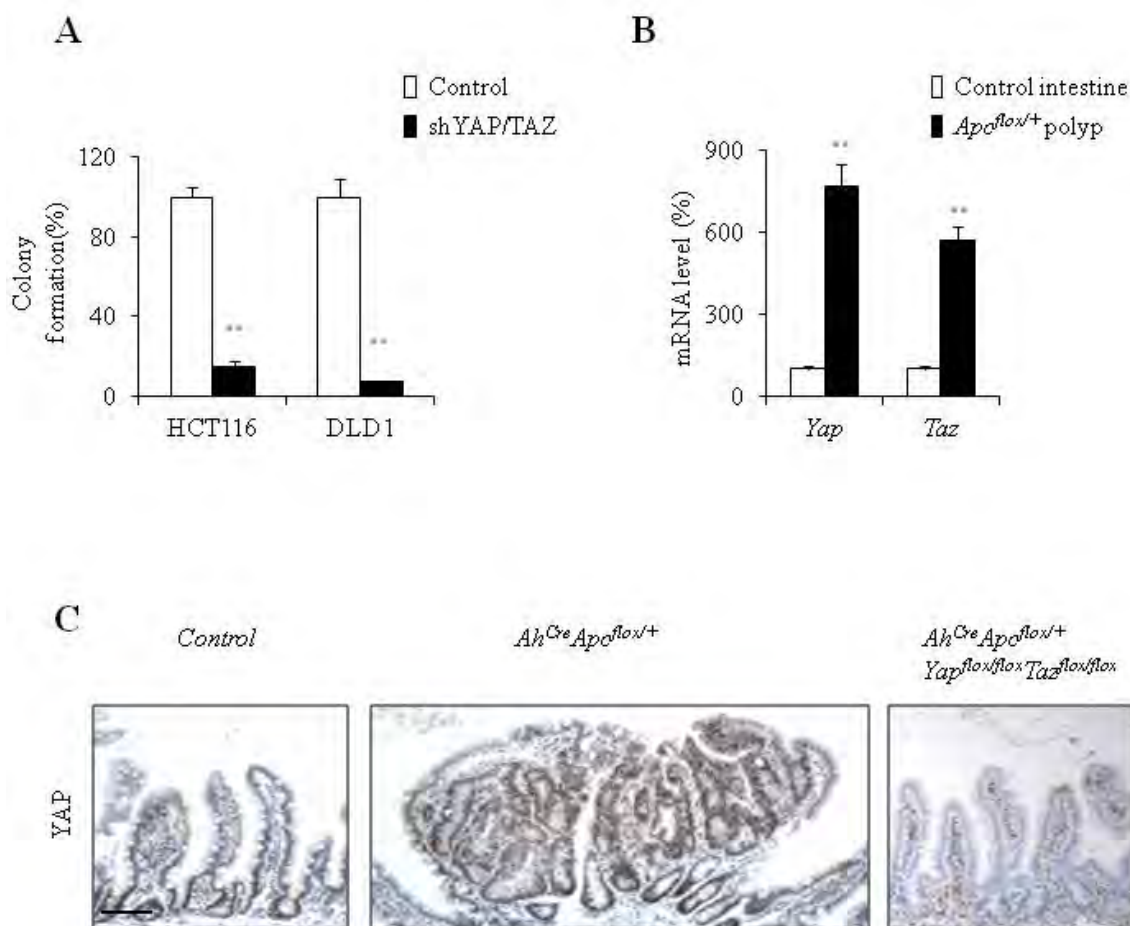 A
Control
shYAP/TAZ
120
80
40
0
Colony
formation(%)
**
**
HCT116
DLD1
B
Control intestine
Apc^flox/+ polyp
900
600
300
0
mRNA level (%)
**
**
Yap
Taz
C
Control
Ah^Cre Apc^flox/+
Ah^Cre Apc^flox/+
Yap^flox/flox Taz^flox/flox
YAP